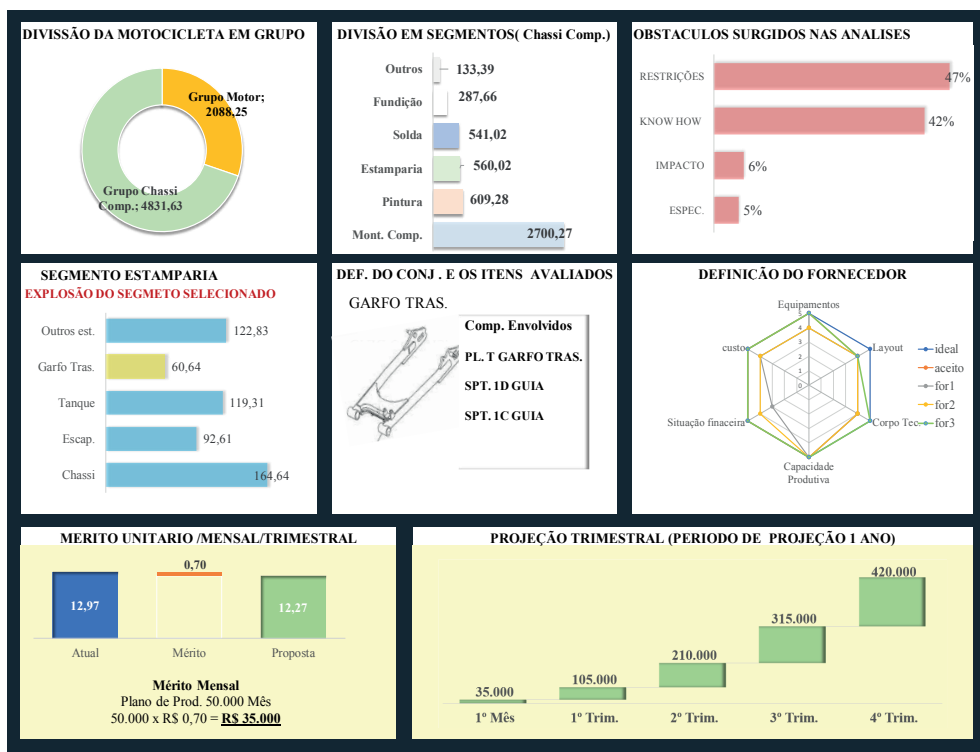 DIVISSÃO DA MOTOCICLETA EM GRUPO
Grupo Motor;
2088,25
Grupo Chassi
Comp.; 4831,63
DIVISÃO EM SEGMENTOS( Chassi Comp.)
Outros 133,39
Fundição 287,66
Solda 541,02
Estamparia 560,02
Pintura 609,28
Mont. Comp. 2700,27
OBSTACULOS SURGIDOS NAS ANALISES
RESTRIÇÕES 47%
KNOW HOW 42%
IMPACTO 6%
ESPEC. 5%
SEGMENTO ESTAMPARIA
EXPLOSÃO DO SEGMETO SELECIONADO
Outros est. 122,83
Garfo Tras. 60,64
Tanque 119,31
Escap. 92,61
Chassi 164,64
DEF. DO CONJ . E OS ITENS AVALIADOS
GARFO TRAS.
Comp. Envolvidos
PL. T GARFO TRAS.
SPT. 1D GUIA
SPT. 1C GUIA
DEFINIÇÃO DO FORNECEDOR
Equipamentos
5
4
3
2
1
0
Layout
Corpo Tec.
Capacidade
Produtiva
Situação finaceira
custo
ideal
aceito
for1
for2
for3
MERITO UNITARIO /MENSAL/TRIMESTRAL
12,97
0,70
12,27
Atual Mérito Proposta
Mérito Mensal
Plano de Prod. 50.000 Mês
50.000 x R$ 0,70 = R$ 35.000
PROJEÇÃO TRIMESTRAL (PERIODO DE PROJEÇÃO 1 ANO)
35.000
105.000
210.000
315.000
420.000
1º Mês 1º Trim. 2º Trim. 3º Trim. 4º Trim.